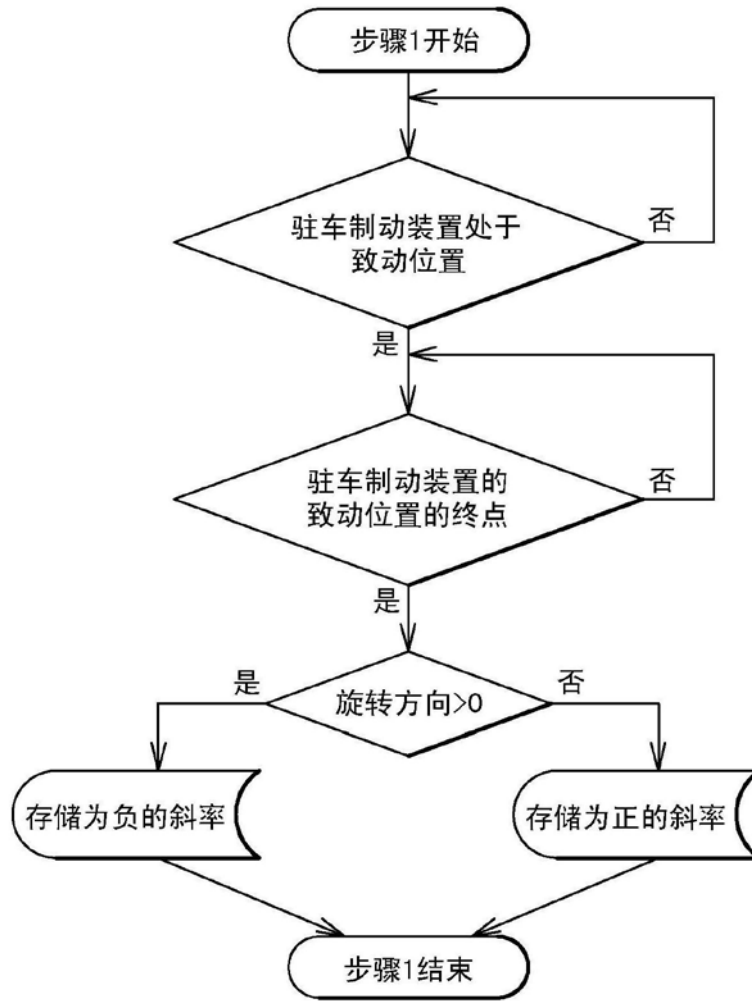 步骤1开始
驻车制动装置处于
致动位置
否
是
驻车制动装置的
致动位置的终点
否
是
旋转方向>0
是
否
存储为负的斜率
存储为正的斜率
步骤1结束